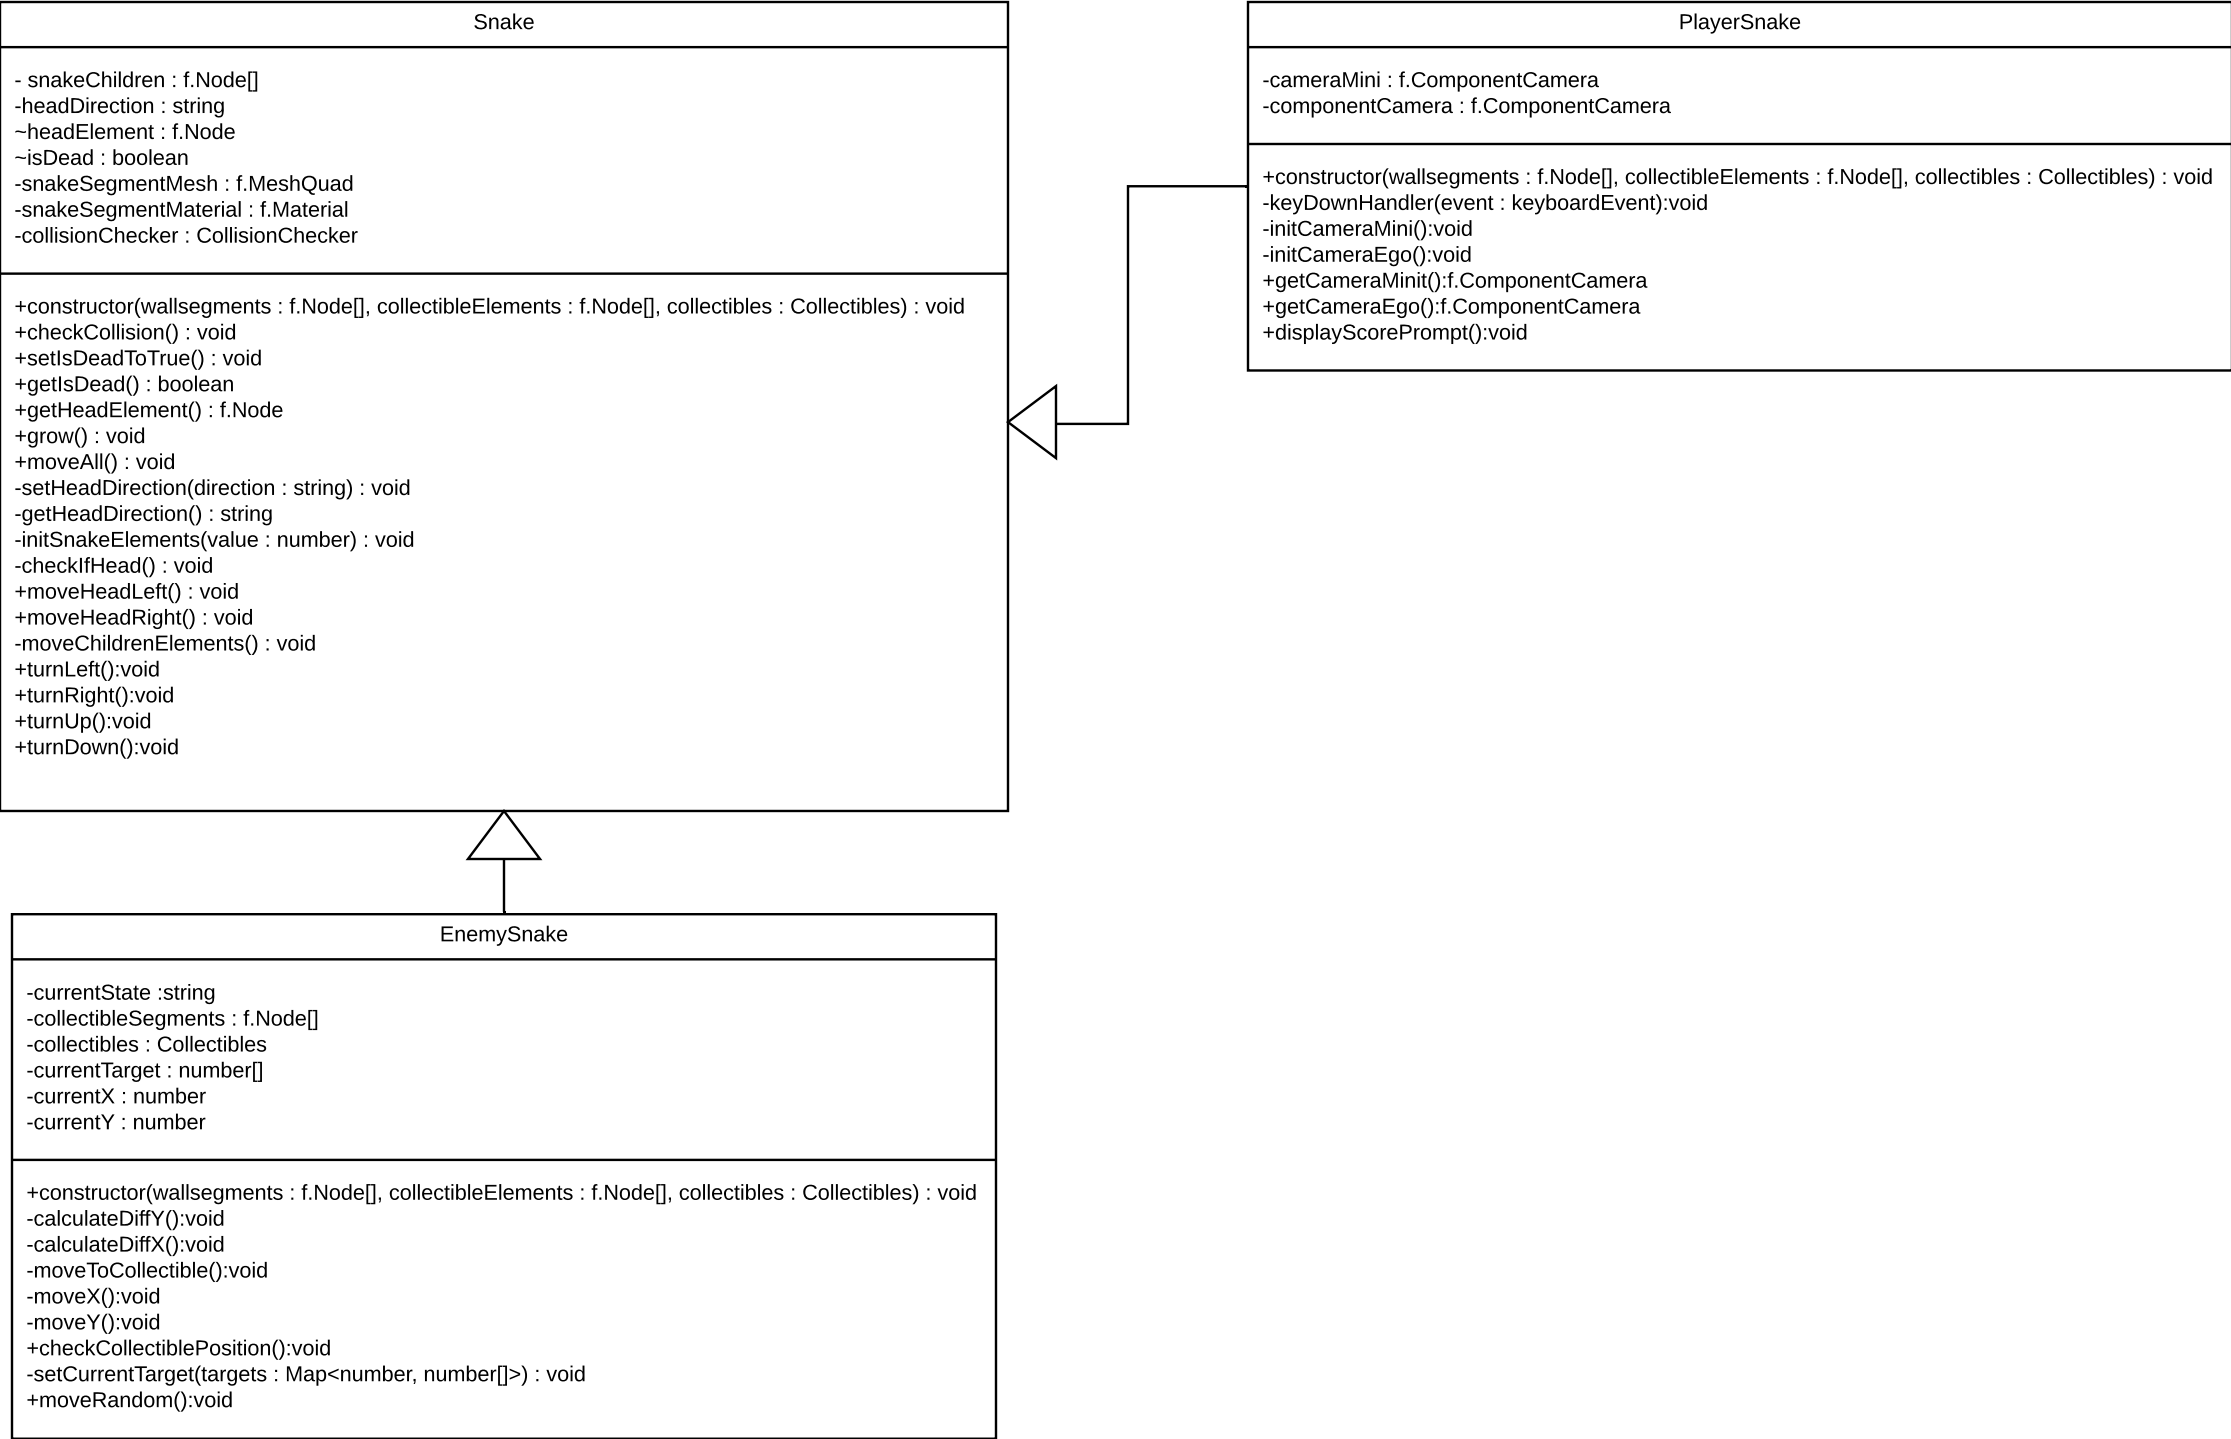 Snake
- snakeChildren : f.Node[]
-headDirection : string
~headElement : f.Node
~isDead : boolean
-snakeSegmentMesh : f.MeshQuad
-snakeSegmentMaterial : f.Material
-collisionChecker : CollisionChecker
+constructor(wallsegments : f.Node[], collectibleElements : f.Node[], collectibles : Collectibles) : void
+checkCollision() : void
+setIsDeadToTrue() : void
+getIsDead() : boolean
+getHeadElement() : f.Node
+grow() : void
+moveAll() : void
-setHeadDirection(direction : string) : void
-getHeadDirection() : string
-initSnakeElements(value : number) : void
-checkIfHead() : void
+moveHeadLeft() : void
+moveHeadRight() : void
-moveChildrenElements() : void
+turnLeft():void
+turnRight():void
+turnUp():void
+turnDown():void
PlayerSnake
-cameraMini : f.ComponentCamera
-componentCamera : f.ComponentCamera
+constructor(wallsegments : f.Node[], collectibleElements : f.Node[], collectibles : Collectibles) : void
-keyDownHandler(event : keyboardEvent):void
-initCameraMini():void
-initCameraEgo():void
+getCameraMinit():f.ComponentCamera
+getCameraEgo():f.ComponentCamera
+displayScorePrompt():void
EnemySnake
-currentState :string
-collectibleSegments : f.Node[]
-collectibles : Collectibles
-currentTarget : number[]
-currentX : number
-currentY : number
+constructor(wallsegments : f.Node[], collectibleElements : f.Node[], collectibles : Collectibles) : void
-calculateDiffY():void
-calculateDiffX():void
-moveToCollectible():void
-moveX():void
-moveY():void
+checkCollectiblePosition():void
-setCurrentTarget(targets : Map<number, number[]>) : void
+moveRandom():void